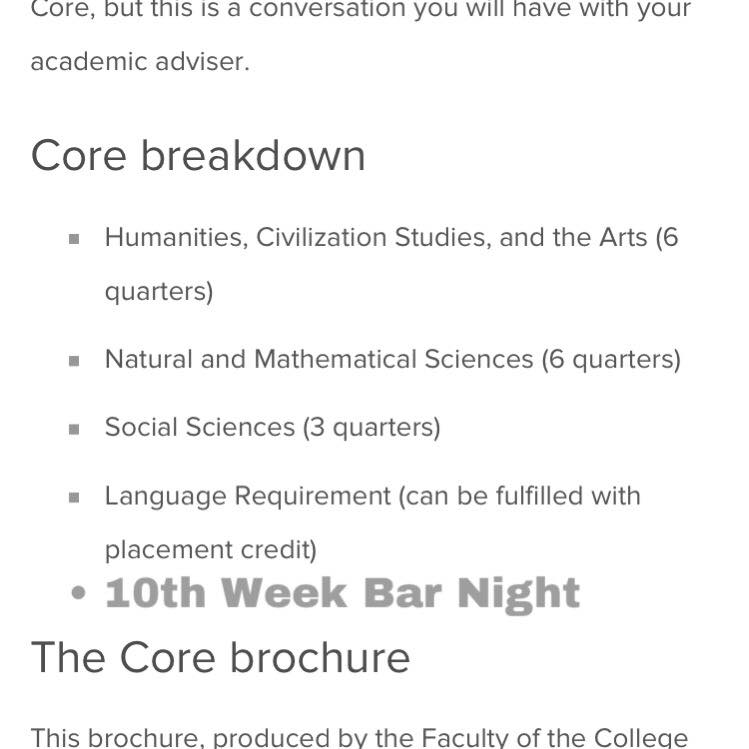 Core, but this is a conversation you will have with your
academic adviser.
Core breakdown
▪ Humanities, Civilization Studies, and the Arts (6
quarters)
▪ Natural and Mathematical Sciences (6 quarters)
▪ Social Sciences (3 quarters)
▪ Language Requirement (can be fulfilled with
placement credit)
• 10th Week Bar Night
The Core brochure
This brochure, produced by the Faculty of the College